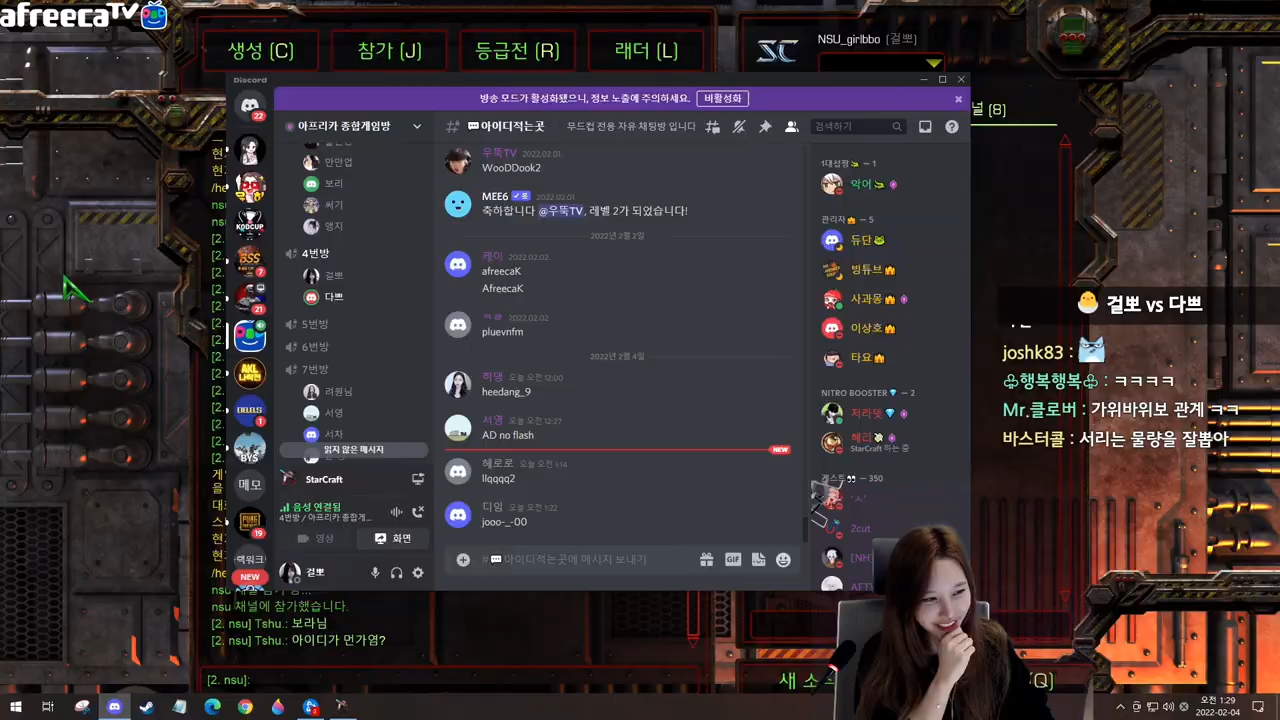 afreecaTV
생성 (C)
참가 (J)
등급전 (R)
래더 (L)
NSU_girlbbo (걸뽀)
널 (8)
Discord
22
방송 모드가 활성화됐으니, 정보 노출에 주의하세요.
비활성화
아프리카 종합게임방
아이디적는곳
무드컵 전용 자유 채팅방 입니다
검색하기
만만업
보리
써기
앵지
4번방
걸뽀
다쁘
5번방
6번방
7번방
려원님
서영
서차
읽지 않은 메시지
StarCraft
음성 연결됨
4번방 / 아프리카 종합게...
영상
화면
걸뽀
KODCUP
7
21
AKL
1
BYS
메모
19
NEW
우뚝TV 2022.02.01.
WooDDook2
MEE6 봇 2022.02.01
축하합니다 @우뚝TV, 레벨 2가 되었습니다!
2022년 2월 2일
케이 2022.02.02.
afreecaK
AfreecaK
2022.02.02.
pluevnfm
2022년 2월 4일
히댕 오늘 오전 12:00
heedang_9
서영 오늘 오전 12:27
AD no flash
NEW
헤로로 오늘 오전 1:14
llqqqq2
디임 오늘 오전 1:22
jooo-_-00
아이디적는곳에 메시지 보내기
GIF
악어
관리자 — 5
듀단
빙튜브
사과몽
이상호
타요
NITRO BOOSTER — 2
저라뎃
헤리
StarCraft 하는 중
— 350
2cut
[NH]
걸뽀 vs 다쁘
joshk83 :
♧행복행복♧ : ㅋㅋㅋㅋ
Mr.클로버 : 가위바위보 관계 ㅋㅋ
바스터콜 : 서리는 물량을 잘뽑아
nsu 채널에 참가했습니다.
[2. nsu] Tshu.: 보라님
[2. nsu] Tshu.: 아이디가 먼가염?
[2. nsu]:
새 소
(Q)
오전 1:29
2022-02-04